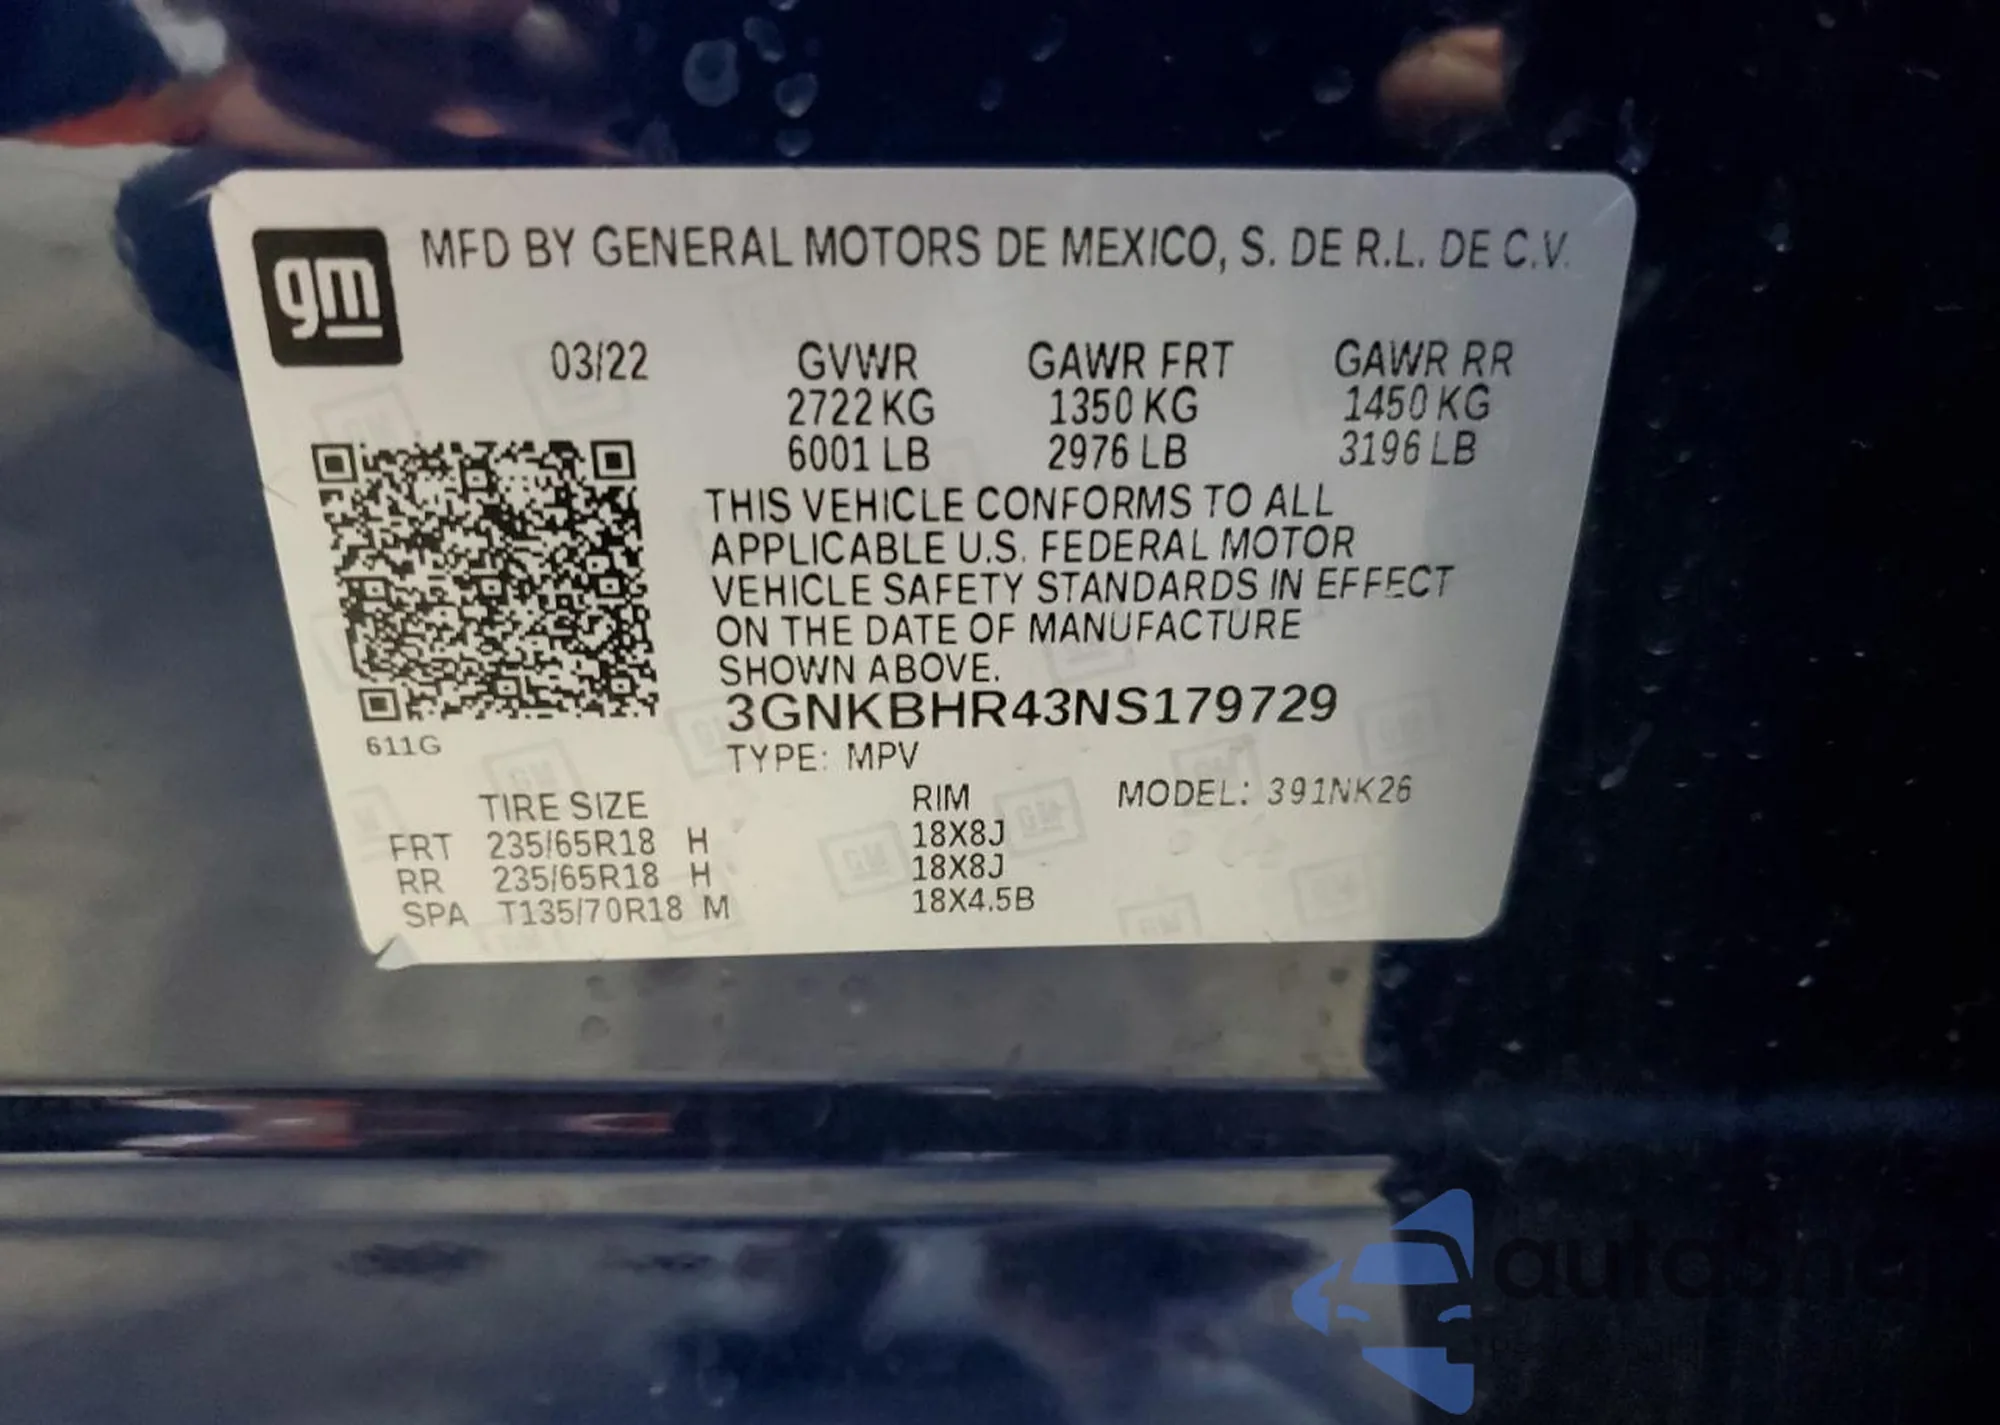 gm
MFD BY GENERAL MOTORS DE MEXICO, S. DE R.L. DE C.V.
03/22 GVWR GAWR FRT GAWR RR
2722 KG 1350 KG 1450 KG
6001 LB 2976 LB 3196 LB
THIS VEHICLE CONFORMS TO ALL
APPLICABLE U.S. FEDERAL MOTOR
VEHICLE SAFETY STANDARDS IN EFFECT
ON THE DATE OF MANUFACTURE
SHOWN ABOVE.
3GNKBHR43NS179729
611G
TYPE: MPV
TIRE SIZE RIM MODEL: 391NK26
FRT 235/65R18 H 18X8J
RR 235/65R18 H 18X8J
SPA T135/70R18 M 18X4.5B